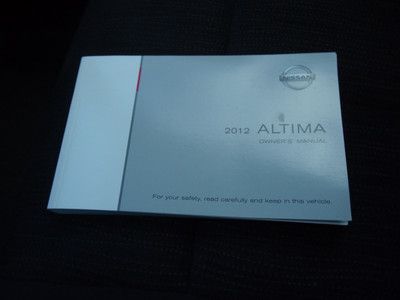 NISSAN
2012 ALTIMA
OWNER'S MANUAL
For your safety, read carefully and keep in this vehicle.